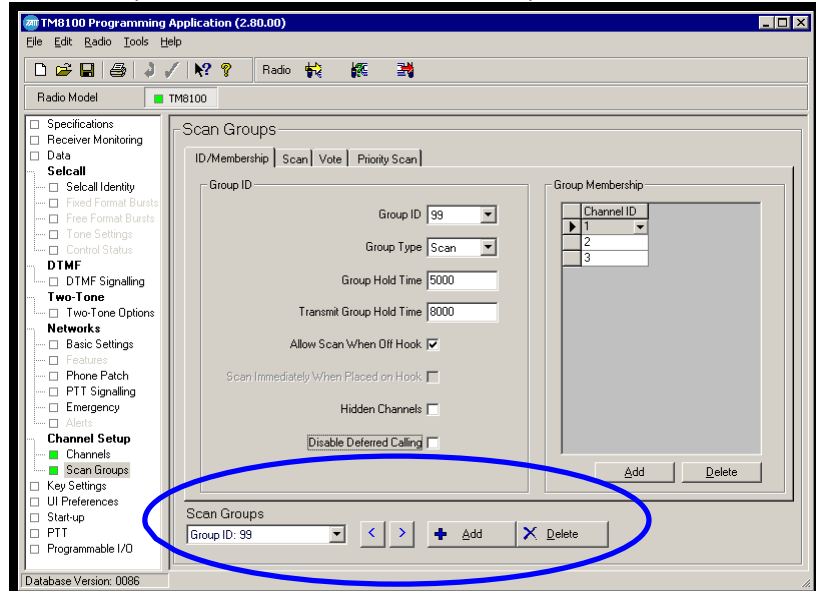 TM8100 Programming Application (2.80.00)
File Edit Radio Tools Help
Radio
Radio Model TM8100
Specifications
Receiver Monitoring
Data
Selcall
Selcall Identity
Fixed Format Bursts
Free Format Bursts
Tone Settings
Control Status
DTMF
DTMF Signalling
Two-Tone
Two-Tone Options
Networks
Basic Settings
Features
Phone Patch
PTT Signalling
Emergency
Alerts
Channel Setup
Channels
Scan Groups
Key Settings
UI Preferences
Start-up
PTT
Programmable I/O
Database Version: 0086
Scan Groups
ID/Membership Scan Vote Priority Scan
Group ID
Group ID 99
Group Type Scan
Group Hold Time 5000
Transmit Group Hold Time 8000
Allow Scan When Off Hook
Scan Immediately When Placed on Hook
Hidden Channels
Disable Deferred Calling
Group Membership
Channel ID
1
2
3
Add Delete
Scan Groups
Group ID: 99 < > Add Delete